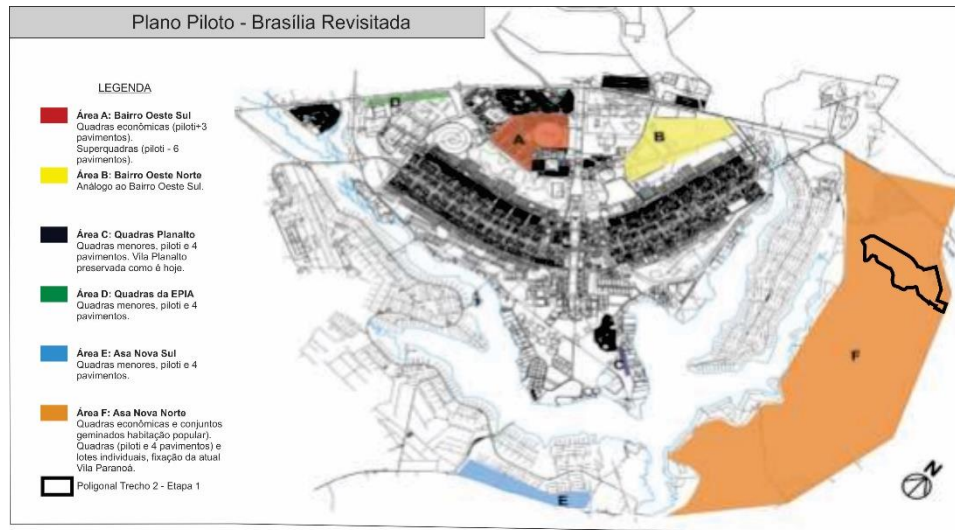 Plano Piloto - Brasília Revisitada
LEGENDA
Área A: Bairro Oeste Sul
Quadras econômicas (piloti+3
pavimentos).
Superquadras (piloti - 6
pavimentos).
Área B: Bairro Oeste Norte
Análogo ao Bairro Oeste Sul.
Área C: Quadras Planalto
Quadras menores, piloti e 4
pavimentos. Vila Planalto
preservada como é hoje.
Área D: Quadras da EPIA
Quadras menores, piloti e 4
pavimentos.
Área E: Asa Nova Sul
Quadras menores, piloti e 4
pavimentos.
Área F: Asa Nova Norte
Quadras econômicas e conjuntos
geminados habitação popular).
Quadras (piloti e 4 pavimentos) e
lotes individuais, fixação da atual
Vila Paranoá.
Poligonal Trecho 2 - Etapa 1
D
A
B
C
F
E
N